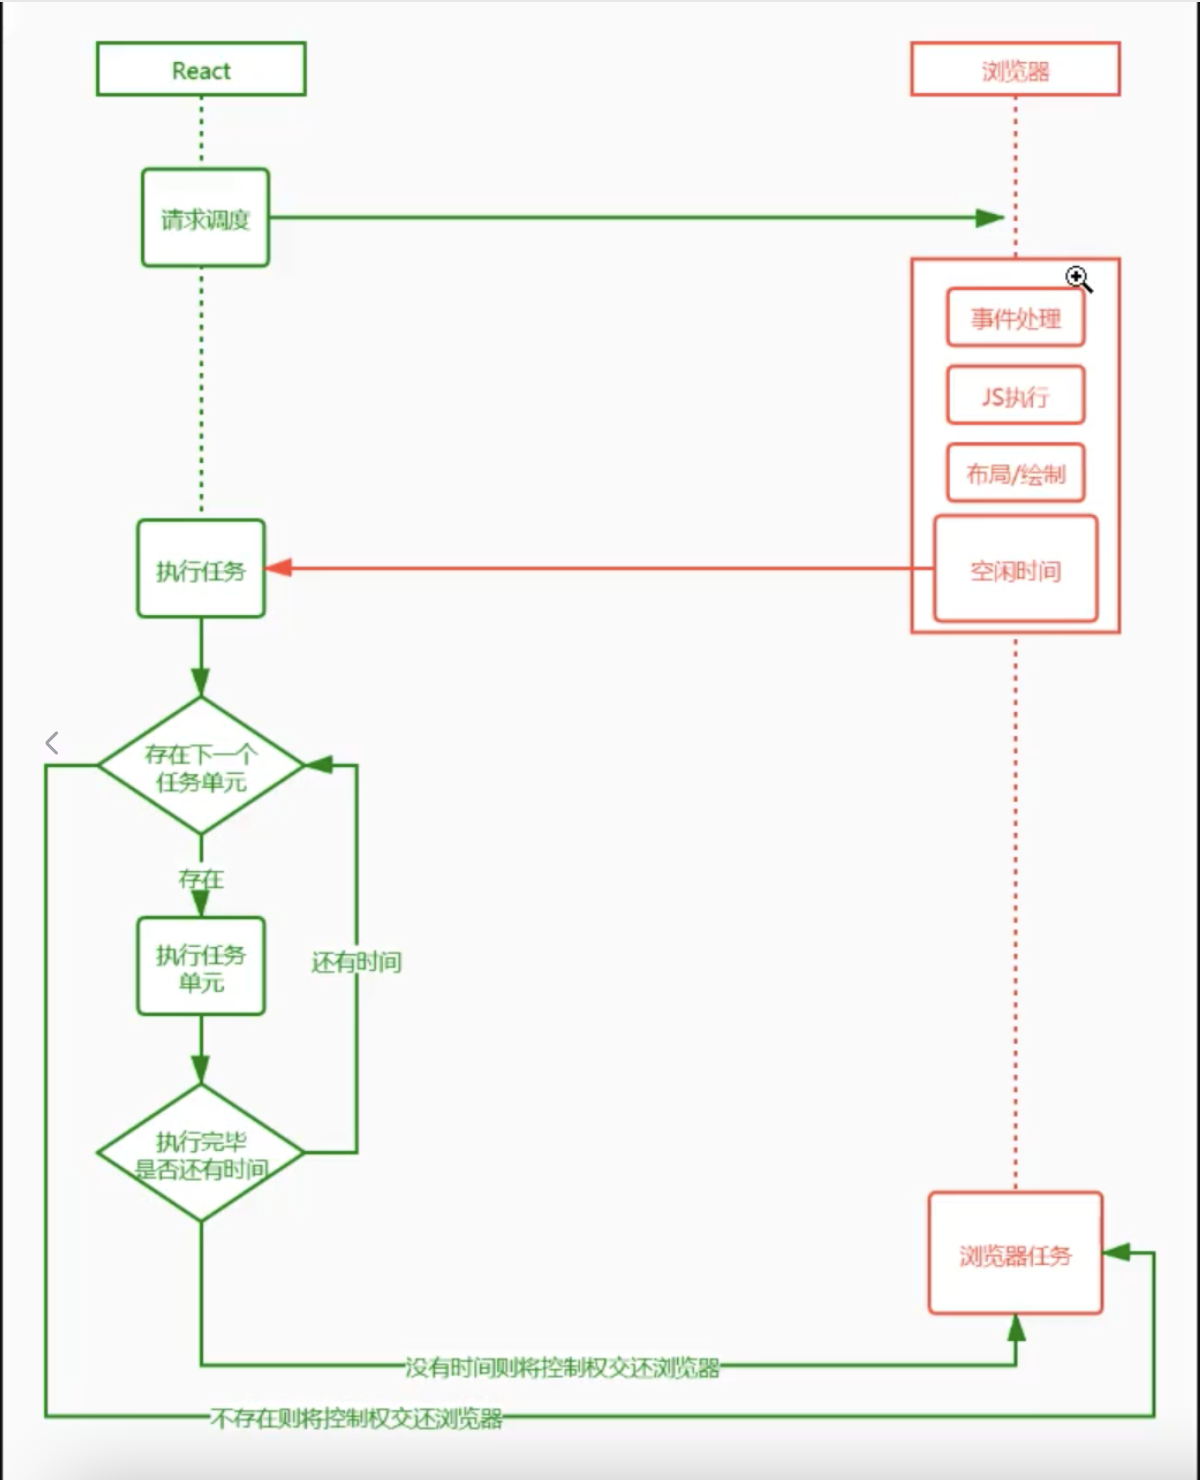 React
浏览器
请求调度
事件处理
JS执行
布局/绘制
执行任务
空闲时间
存在下一个
任务单元
存在
执行任务
单元
还有时间
执行完毕
是否还有时间
浏览器任务
没有时间则将控制权交还浏览器
不存在则将控制权交还浏览器